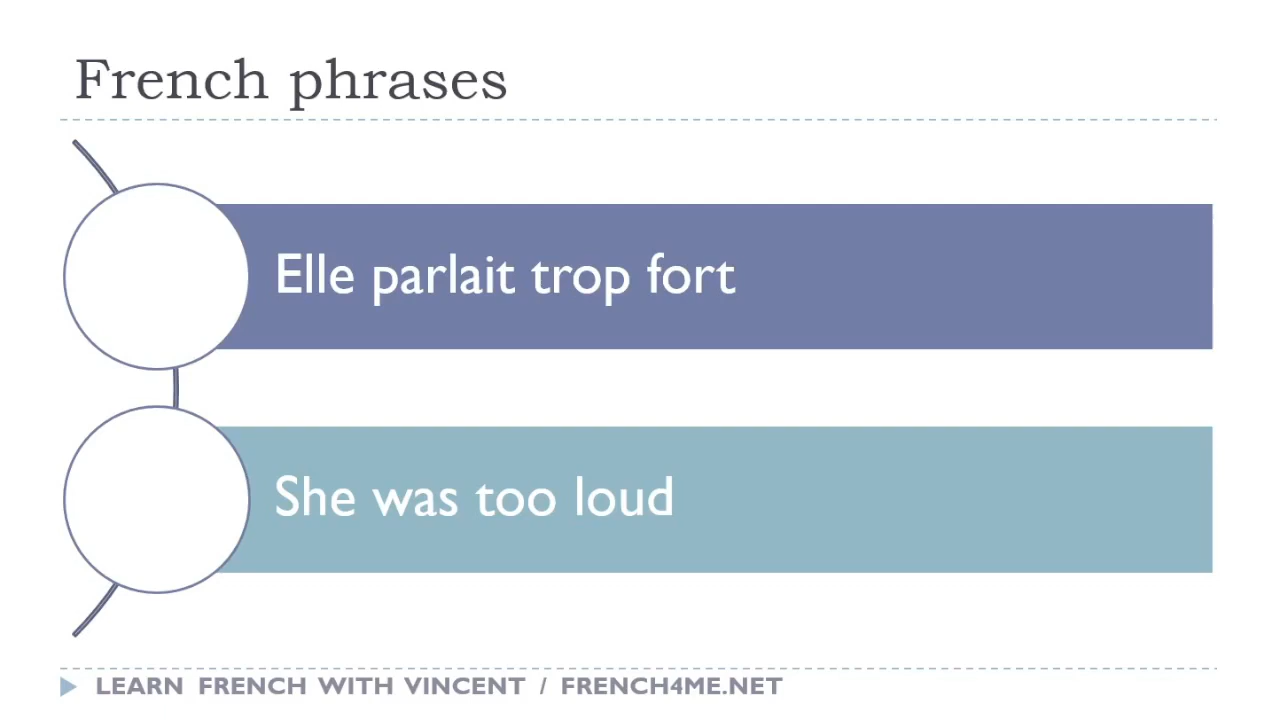 French phrases
Elle parlait trop fort
She was too loud
LEARN FRENCH WITH VINCENT / FRENCH4ME.NET